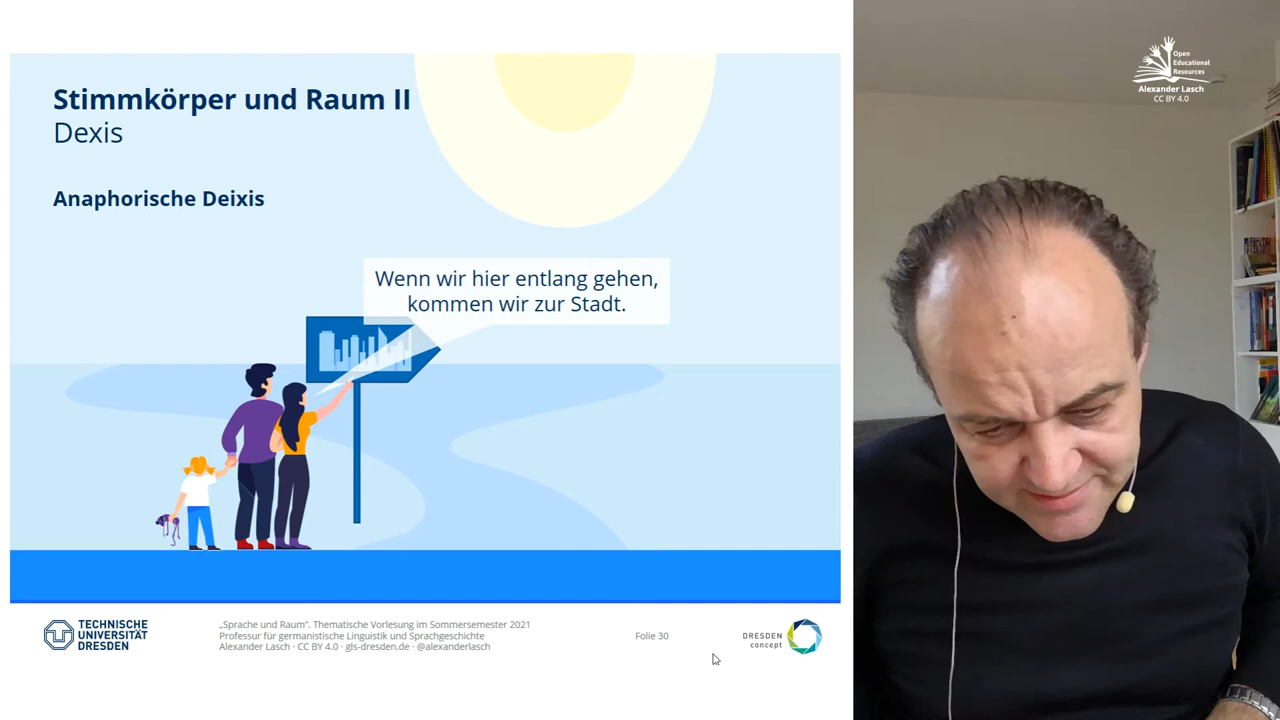 Stimmkörper und Raum II
Dexis
Anaphorische Deixis
Wenn wir hier entlang gehen,
kommen wir zur Stadt.
TECHNISCHE
UNIVERSITÄT
DRESDEN
„Sprache und Raum“. Thematische Vorlesung im Sommersemester 2021
Professur für germanistische Linguistik und Sprachgeschichte
Alexander Lasch · CC BY 4.0 · gls-dresden.de · @alexanderlasch
Folie 30
DRESDEN
concept
Open
Educational
Resources
Alexander Lasch
CC BY 4.0